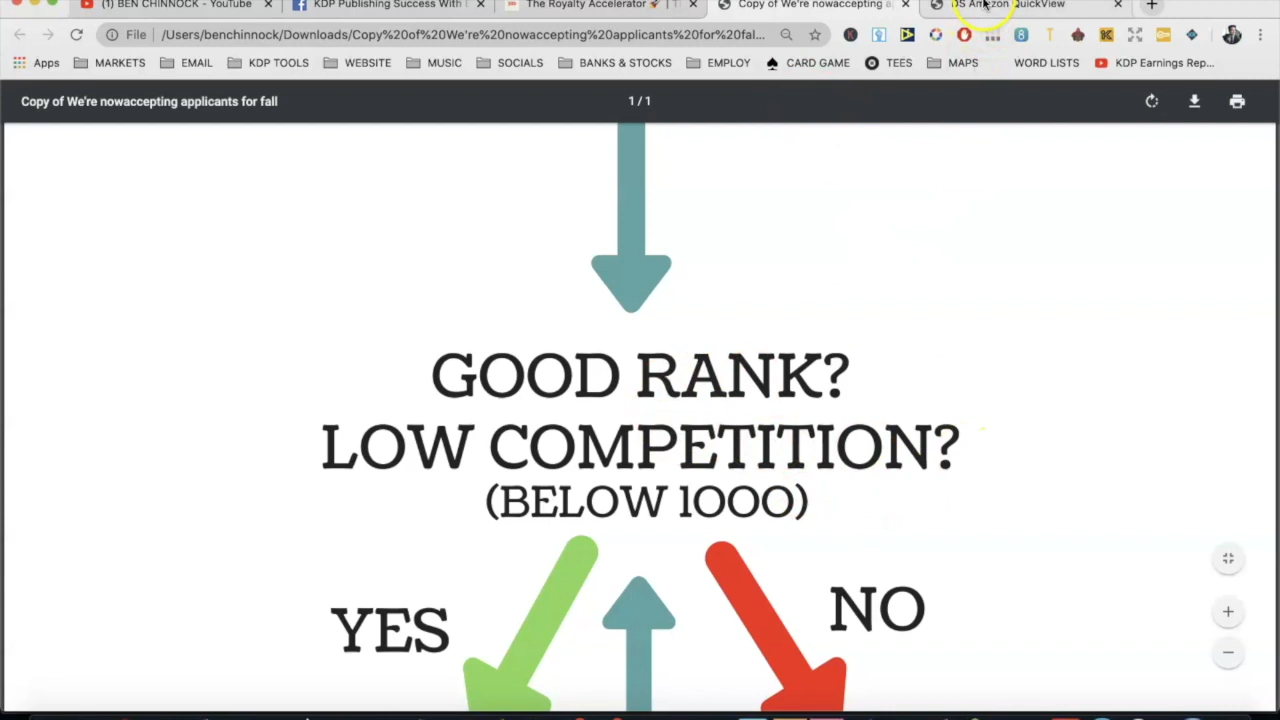 (1) BEN CHINNOCK - YouTube
KDP Publishing Success With
The Royalty Accelerator 🚀 | T
Copy of We're nowaccepting a
DS Amazon QuickView
File | /Users/benchinnock/Downloads/Copy%20of%20We're%20nowaccepting%20applicants%20for%20fal...
Apps MARKETS EMAIL KDP TOOLS WEBSITE MUSIC SOCIALS BANKS & STOCKS EMPLOY CARD GAME TEES MAPS WORD LISTS KDP Earnings Rep...
Copy of We're nowaccepting applicants for fall
1 / 1
GOOD RANK?
LOW COMPETITION?
(BELOW 1000)
YES
NO